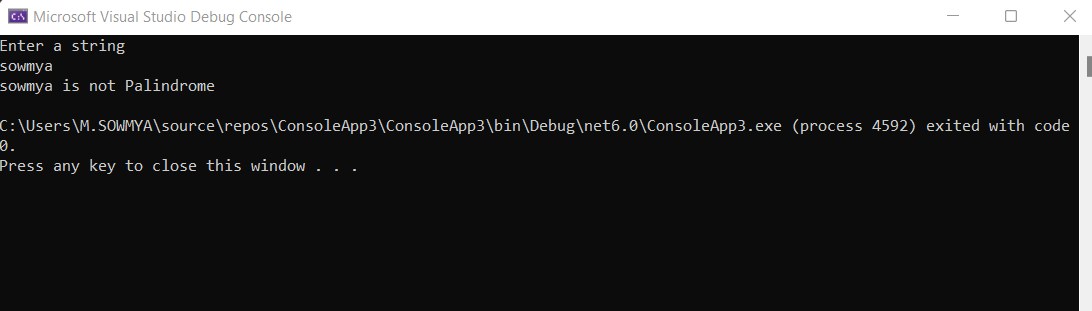 Microsoft Visual Studio Debug Console
Enter a string
sowmya
sowmya is not Palindrome
C:\Users\M.SOWMYA\source\repos\ConsoleApp3\ConsoleApp3\bin\Debug\net6.0\ConsoleApp3.exe (process 4592) exited with code
0.
Press any key to close this window . . .